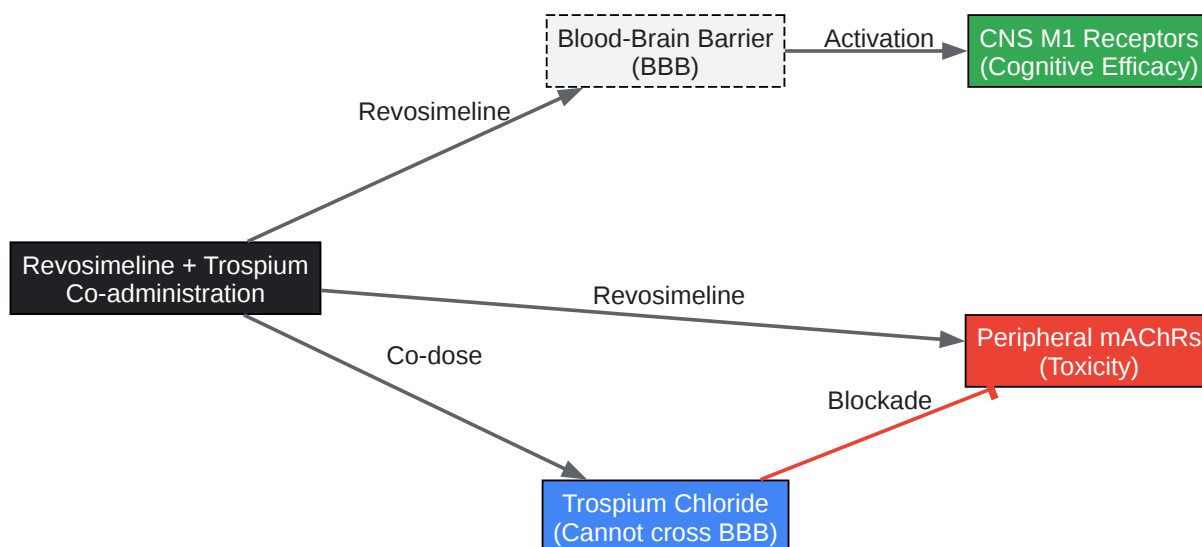 Blood-Brain Barrier
(BBB)
Activation
CNS M1 Receptors
(Cognitive Efficacy)
Revosimeline
Revosimeline + Trospium
Co-administration
Revosimeline
Co-dose
Peripheral mAChRs
(Toxicity)
Blockade
Trospium Chloride
(Cannot cross BBB)